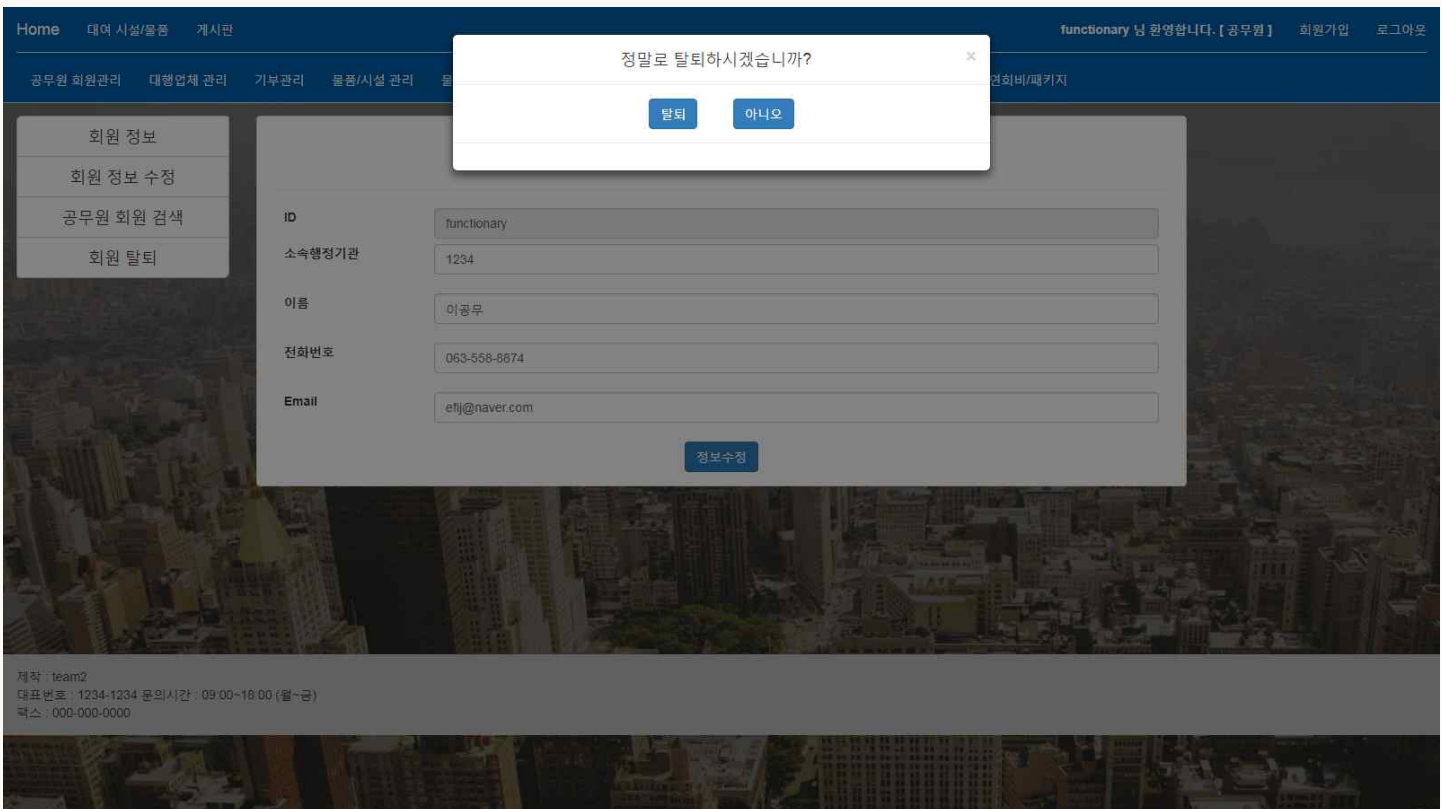 Home 대여 시설/물품 게시판 functionary 님 환영합니다. [ 공무원 ] 회원가입 로그아웃
정말로 탈퇴하시겠습니까? ×
공무원 회원관리 대행업체 관리 기부관리 물품/시설 관리 연회비/패키지
탈퇴 아니오
회원 정보
회원 정보 수정
공무원 회원 검색
회원 탈퇴
ID functionary
소속행정기관 1234
이름 이공무
전화번호 063-558-8874
Email efij@naver.com
정보수정
제작 : team2
대표번호 : 1234-1234 문의시간 : 09:00~18:00 (월~금)
팩스 : 000-000-0000